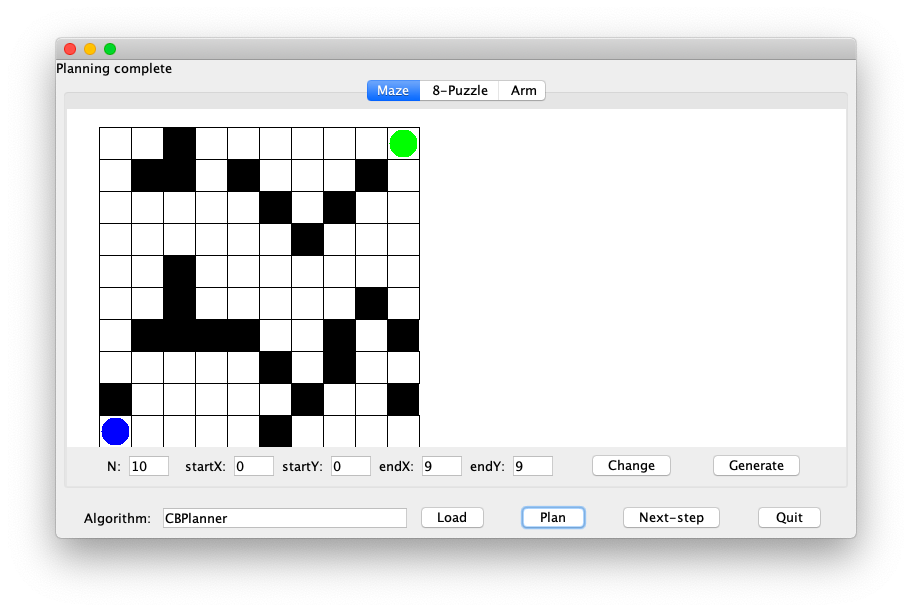 Planning complete
Maze 8-Puzzle Arm
N: 10 startX: 0 startY: 0 endX: 9 endY: 9 Change Generate
Algorithm: CBPlanner Load Plan Next-step Quit